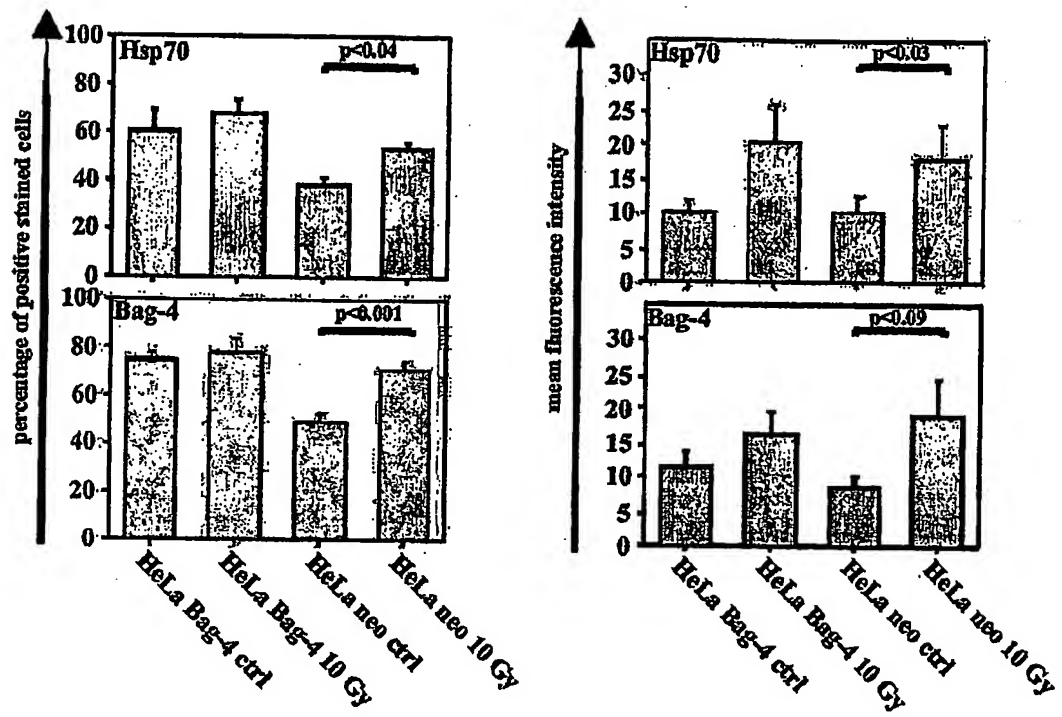 percentage of positive stained cells
100
80
60
40
20
0
Hsp70
p<0.04
100
80
60
40
20
0
Bag-4
p<0.001
HeLa Bag-4 ctrl
HeLa Bag-4 10 Gy
HeLa neo ctrl
HeLa neo 10 Gy
mean fluorescence intensity
30
25
20
15
10
5
0
Hsp70
p<0.03
30
25
20
15
10
5
0
Bag-4
p<0.09
HeLa Bag-4 ctrl
HeLa Bag-4 10 Gy
HeLa neo ctrl
HeLa neo 10 Gy